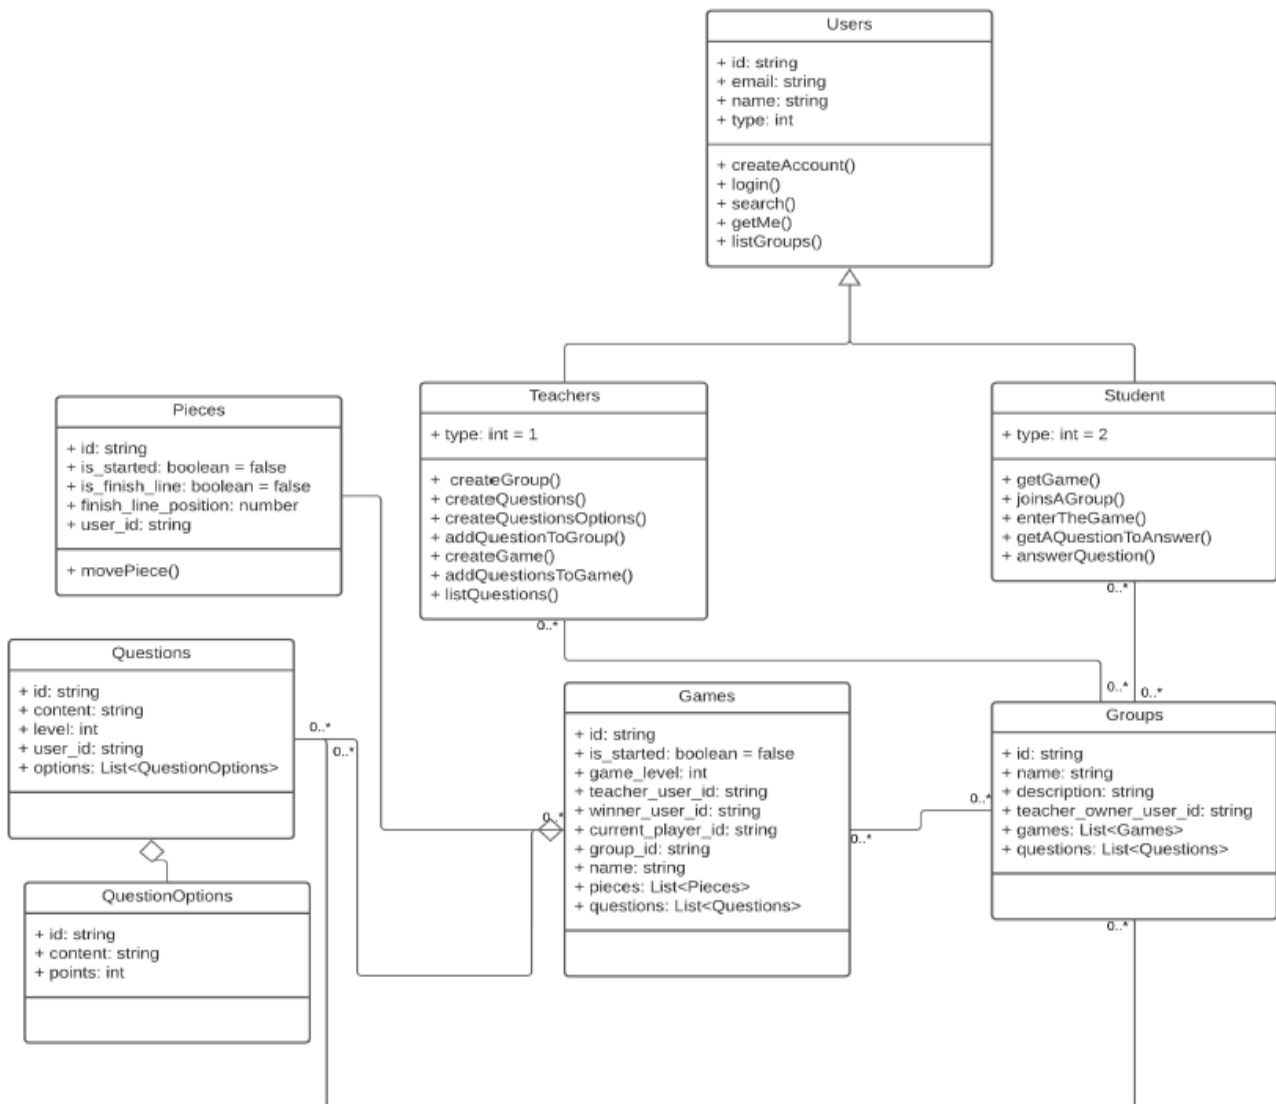 Users
+ id: string
+ email: string
+ name: string
+ type: int
+ createAccount()
+ login()
+ search()
+ getMe()
+ listGroups()
Pieces
+ id: string
+ is_started: boolean = false
+ is_finish_line: boolean = false
+ finish_line_position: number
+ user_id: string
+ movePiece()
Teachers
+ type: int = 1
+ createGroup()
+ createQuestions()
+ createQuestionsOptions()
+ addQuestionToGroup()
+ createGame()
+ addQuestionsToGame()
+ listQuestions()
0..*
Student
+ type: int = 2
+ getGame()
+ joinsAGroup()
+ enterTheGame()
+ getAQuestionToAnswer()
+ answerQuestion()
0..*
Questions
+ id: string
+ content: string
+ level: int
+ user_id: string
+ options: List<QuestionOptions>
0..*
0..*
Games
+ id: string
+ is_started: boolean = false
+ game_level: int
+ teacher_user_id: string
+ winner_user_id: string
+ current_player_id: string
+ group_id: string
+ name: string
+ pieces: List<Pieces>
+ questions: List<Questions>
0..*
0..*
0..*
0..*
0..*
Groups
+ id: string
+ name: string
+ description: string
+ teacher_owner_user_id: string
+ games: List<Games>
+ questions: List<Questions>
0..*
QuestionOptions
+ id: string
+ content: string
+ points: int